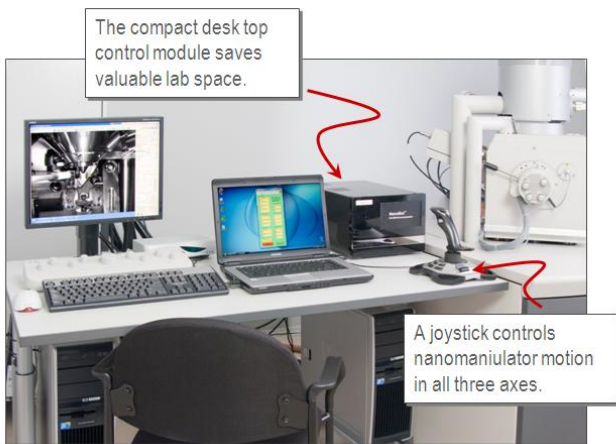 The compact desk top
control module saves
valuable lab space.
A joystick controls
nanomaniulator motion
in all three axes.